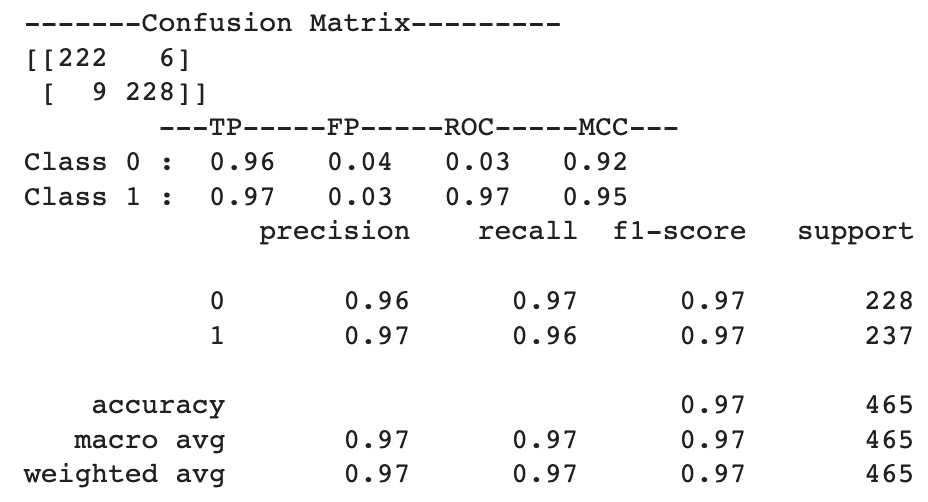 -------Confusion Matrix---------
[[222   6]
 [  9 228]]
        ---TP-----FP-----ROC-----MCC---
Class 0 :  0.96   0.04   0.03   0.92
Class 1 :  0.97   0.03   0.97   0.95
              precision    recall  f1-score   support

           0       0.96      0.97      0.97       228
           1       0.97      0.96      0.97       237

    accuracy                           0.97       465
   macro avg       0.97      0.97      0.97       465
weighted avg       0.97      0.97      0.97       465